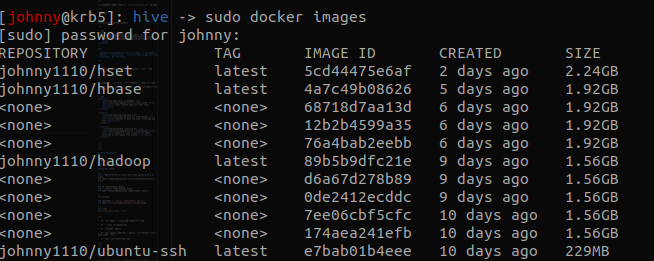 [johnny@krb5]: hive -> sudo docker images
[sudo] password for johnny:
REPOSITORY TAG IMAGE ID CREATED SIZE
johnny1110/hset latest 5cd44475e6af 2 days ago 2.24GB
johnny1110/hbase latest 4a7c49b08626 5 days ago 1.92GB
<none> <none> 68718d7aa13d 6 days ago 1.92GB
<none> <none> 12b2b4599a35 6 days ago 1.92GB
<none> <none> 76a4bab2eebb 6 days ago 1.92GB
johnny1110/hadoop latest 89b5b9dfc21e 9 days ago 1.56GB
<none> <none> d6a67d278b89 9 days ago 1.56GB
<none> <none> 0de2412ecddc 9 days ago 1.56GB
<none> <none> 7ee06cbf5cfc 10 days ago 1.56GB
<none> <none> 174aea241efb 10 days ago 1.56GB
johnny1110/ubuntu-ssh latest e7bab01b4eee 10 days ago 229MB